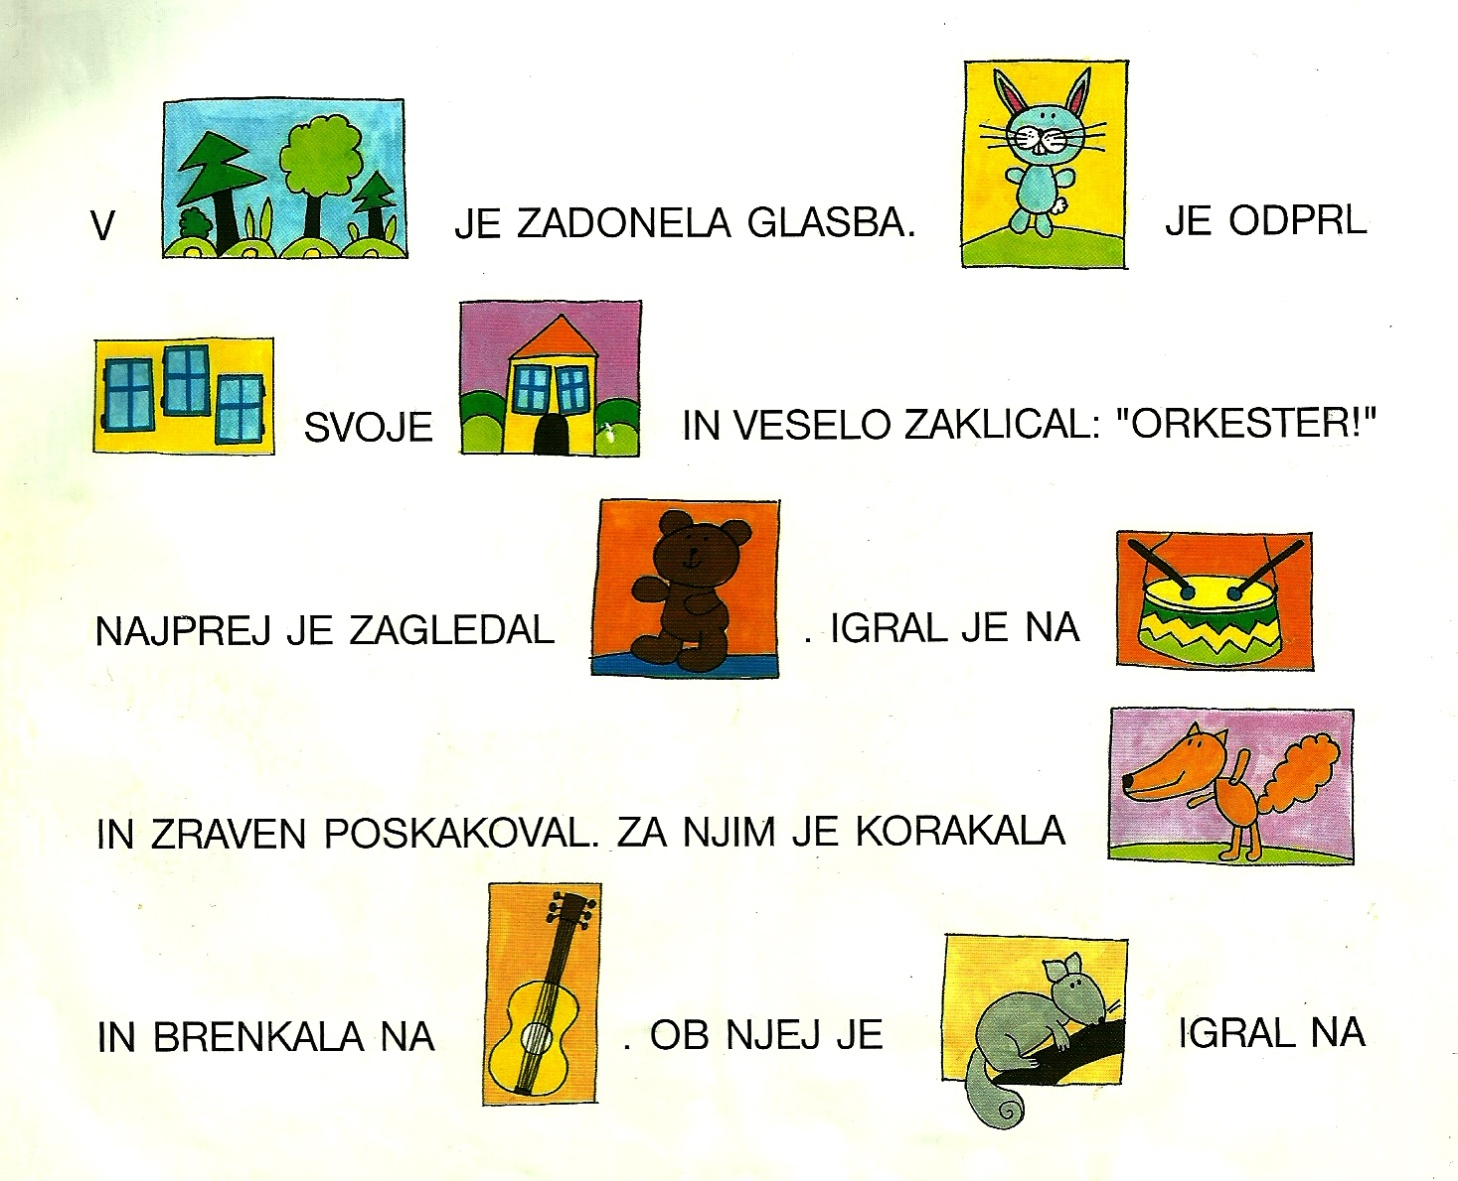 V JE ZADONELA GLASBA. JE ODPRL
SVOJE IN VESELO ZAKLICAL: "ORKESTER!"
NAJPREJ JE ZAGLEDAL . IGRAL JE NA
IN ZRAVEN POSKAKOVAL. ZA NJIM JE KORAKALA
IN BRENKALA NA . OB NJEJ JE IGRAL NA